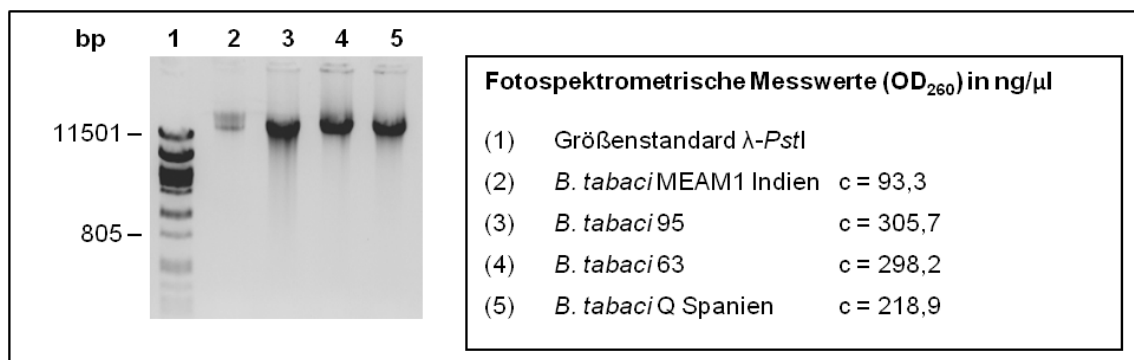 bp 1 2 3 4 5
11501 –
805 –
Fotospektrometrische Messwerte (OD260) in ng/µl
(1) Größenstandard λ-PstI
(2) B. tabaci MEAM1 Indien c = 93,3
(3) B. tabaci 95 c = 305,7
(4) B. tabaci 63 c = 298,2
(5) B. tabaci Q Spanien c = 218,9